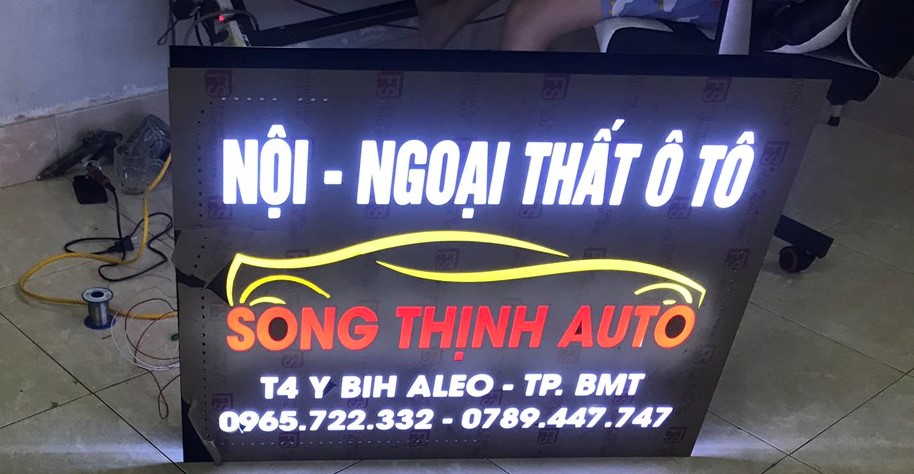 NỘI - NGOẠI THẤT Ô TÔ
SONG THỊNH AUTO
T4 Y BIH ALEO - TP. BMT
0965.722.332 - 0789.447.747